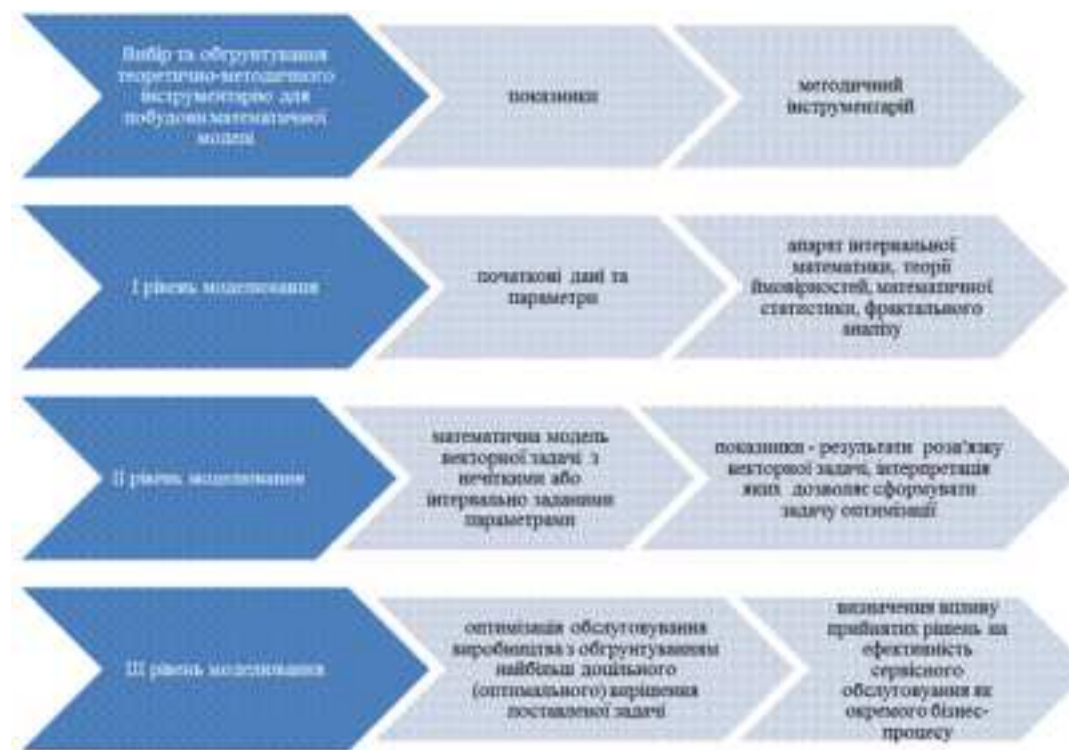 Вибір та обґрунтування
теоретично-методичного
інструментарію для
побудови математичної
моделі
показники
методичний
інструментарій
І рівень моделювання
початкові дані та
параметри
апарат інтервальної
математики, теорії
ймовірностей, математичної
статистики, фрактального
аналізу
ІІ рівень моделювання
математична модель
векторної задачі з
нечіткими або
інтервально заданими
параметрами
показники - результати розв'язку
векторної задачі, інтерпретація
яких дозволяє сформувати
задачу оптимізації
ІІІ рівень моделювання
оптимізація обслуговування
виробництва з обґрунтуванням
найбільш доцільного
(оптимального) вирішення
поставленої задачі
визначення впливу
прийнятих рішень на
ефективність
сервісного
обслуговуання як
окремого бізнес-
процесу